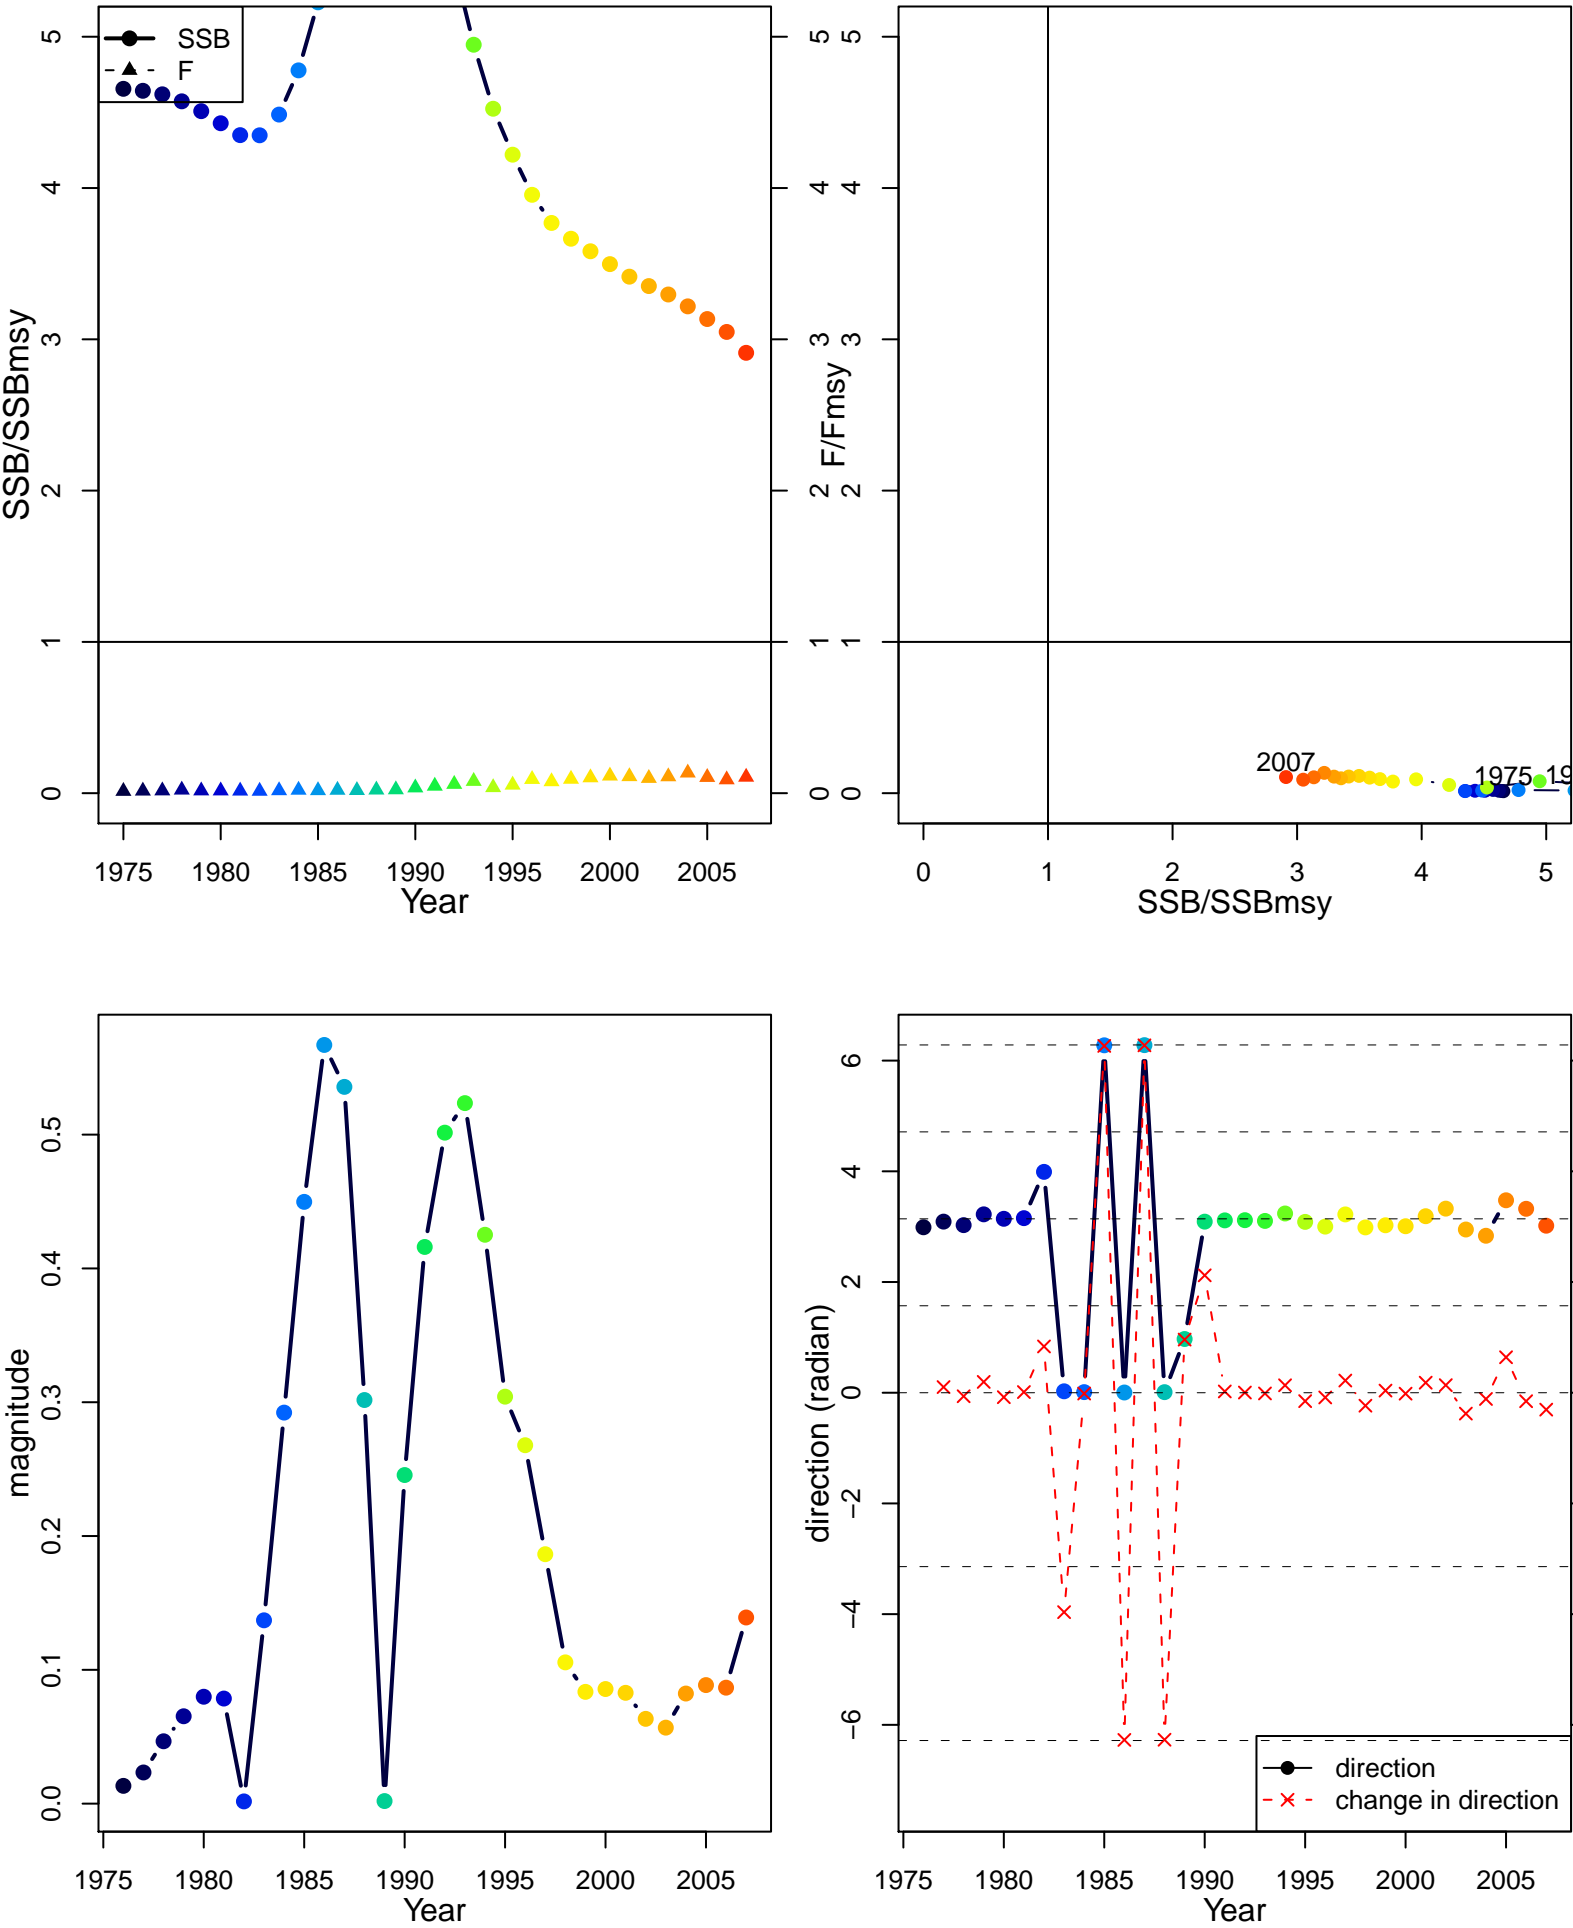 SSB
F
5
4
3
2
1
0
SSB/SSBmsy
5
4
3
2
1
0
1975 1980 1985 1990 1995 2000 2005
Year
5
4
3
2
1
0
F/Fmsy
2007
1975
19
0 1 2 3 4 5
SSB/SSBmsy
0.5
0.4
0.3
0.2
0.1
0.0
magnitude
1975 1980 1985 1990 1995 2000 2005
Year
6
4
2
0
−2
−4
−6
direction (radian)
direction
change in direction
1975 1980 1985 1990 1995 2000 2005
Year